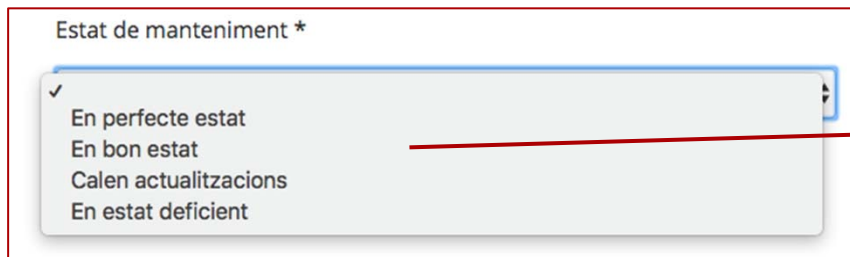 Estat de manteniment *
✓
En perfecte estat
En bon estat
Calen actualitzacions
En estat deficient